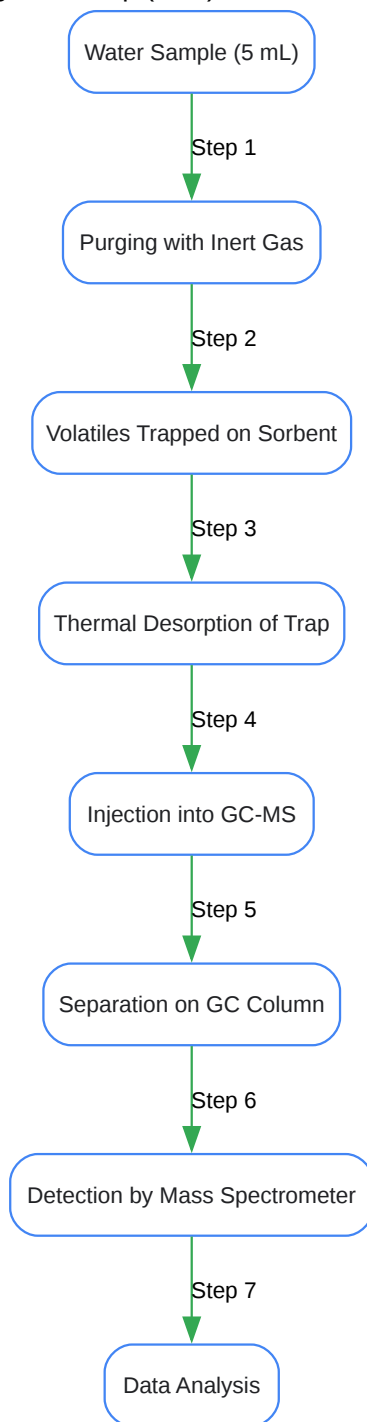 Water Sample (5 mL)
Step 1
Purging with Inert Gas
Step 2
Volatiles Trapped on Sorbent
Step 3
Thermal Desorption of Trap
Step 4
Injection into GC-MS
Step 5
Separation on GC Column
Step 6
Detection by Mass Spectrometer
Step 7
Data Analysis